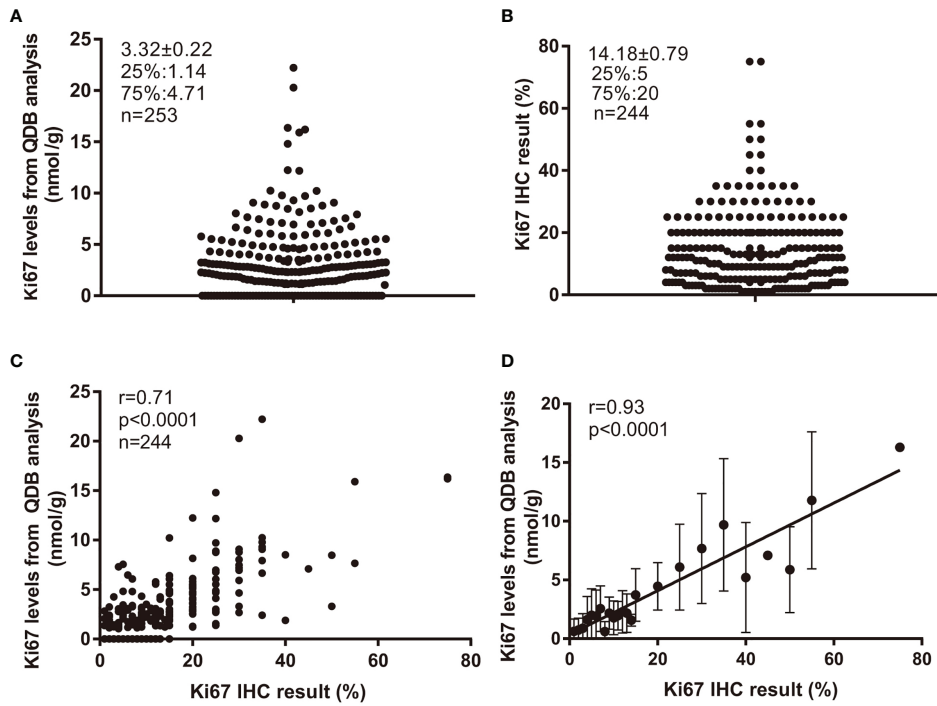 A
Ki67 levels from QDB analysis
(nmol/g)
25
20
15
10
5
0
3.32±0.22
25%:1.14
75%:4.71
n=253
B
Ki67 IHC result (%)
80
60
40
20
0
14.18±0.79
25%:5
75%:20
n=244
C
Ki67 levels from QDB analysis
(nmol/g)
25
20
15
10
5
0
r=0.71
p<0.0001
n=244
0 20 40 60 80
Ki67 IHC result (%)
D
Ki67 levels from QDB analysis
(nmol/g)
20
15
10
5
0
r=0.93
p<0.0001
0 20 40 60 80
Ki67 IHC result (%)